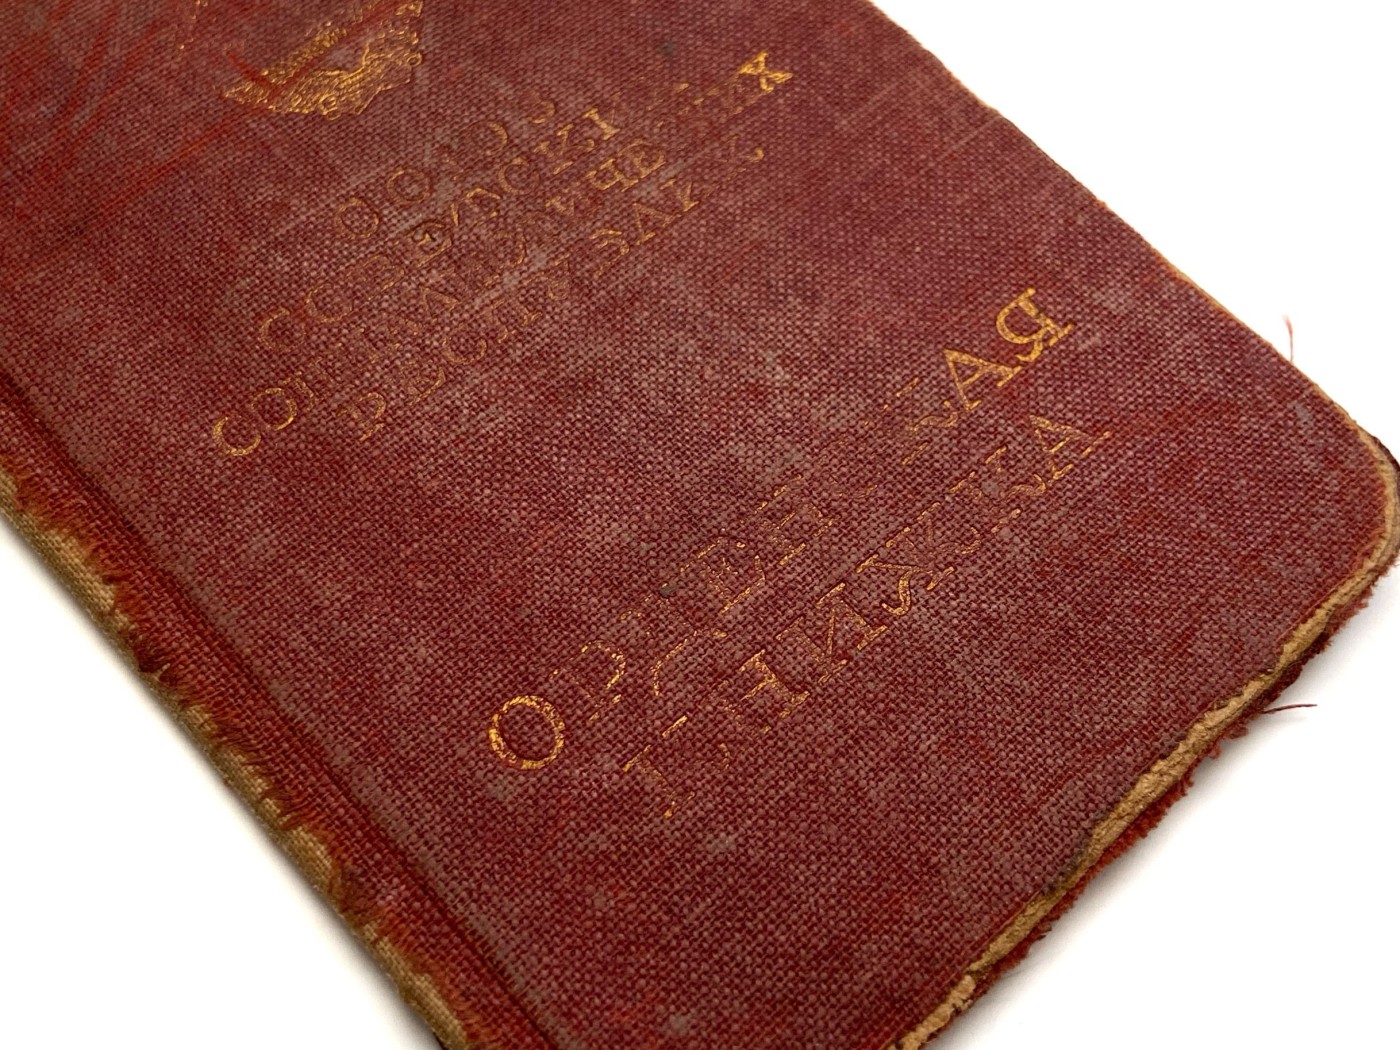 СОЮЗ
СОВЕТСКИХ
СОЦИАЛИСТИЧЕСКИХ
РЕСПУБЛИК
ОРДЕНСКАЯ
КНИЖКА